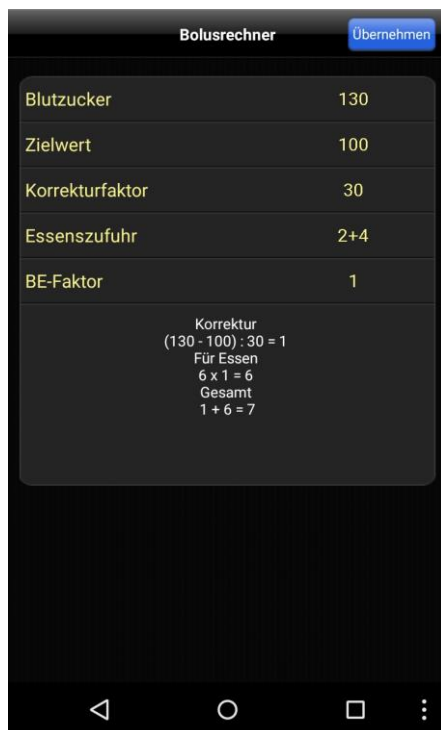 Bolusrechner
Übernehmen
Blutzucker 130
Zielwert 100
Korrekturfaktor 30
Essenszufuhr 2+4
BE-Faktor 1
Korrektur
(130 - 100) : 30 = 1
Für Essen
6 x 1 = 6
Gesamt
1 + 6 = 7